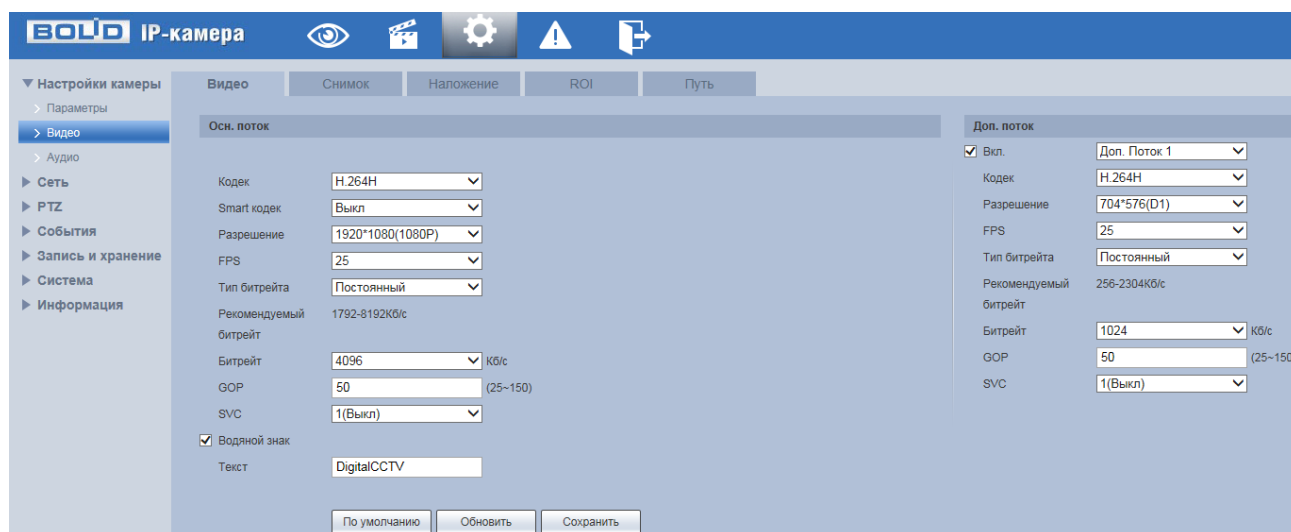 BOLID IP-камера
Настройки камеры
Параметры
Видео
Аудио
Сеть
PTZ
События
Запись и хранение
Система
Информация
Видео Снимок Наложение ROI Путь
Осн. поток
Кодек H.264H
Smart кодек Выкл
Разрешение 1920*1080(1080P)
FPS 25
Тип битрейта Постоянный
Рекомендуемый 1792-8192Кб/с
битрейт
Битрейт 4096 Кб/с
GOP 50 (25~150)
SVC 1(Выкл)
Водяной знак
Текст DigitalCCTV
По умолчанию Обновить Сохранить
Доп. поток
Вкл. Доп. Поток 1
Кодек H.264H
Разрешение 704*576(D1)
FPS 25
Тип битрейта Постоянный
Рекомендуемый 256-2304Кб/с
битрейт
Битрейт 1024 Кб/с
GOP 50 (25~150
SVC 1(Выкл)